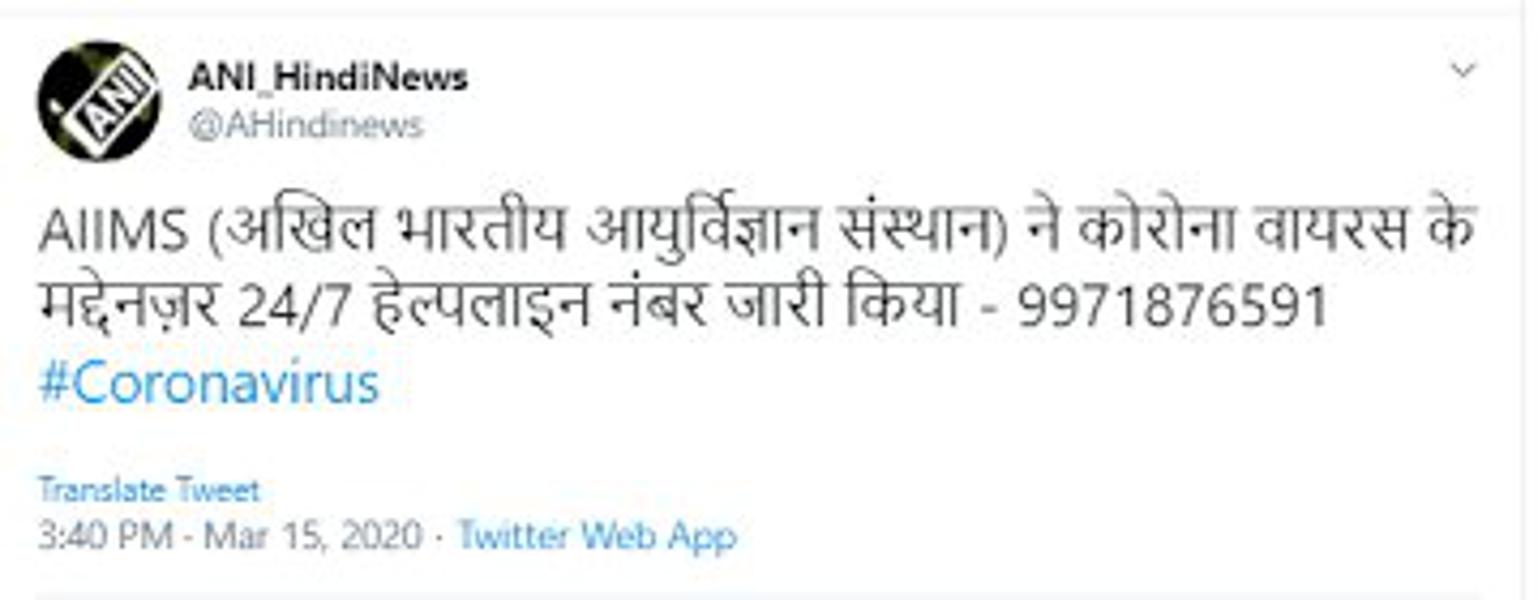 ANI
ANI_HindiNews
@AHindinews
AIIMS (अखिल भारतीय आयुर्विज्ञान संस्थान) ने कोरोना वायरस के
मद्देनज़र 24/7 हेल्पलाइन नंबर जारी किया - 9971876591
#Coronavirus
Translate Tweet
3:40 PM · Mar 15, 2020 · Twitter Web App